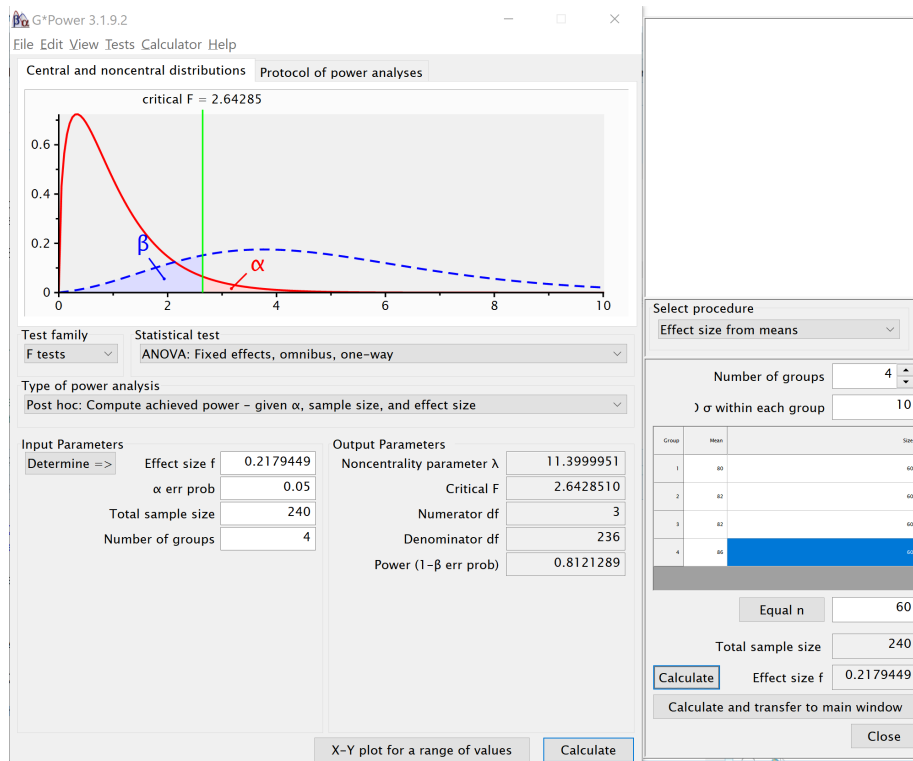 G*Power 3.1.9.2
File Edit View Tests Calculator Help
Central and noncentral distributions Protocol of power analyses
critical F = 2.64285
0.6
0.4
0.2
0
β
α
0 2 4 6 8 10
Test family Statistical test
F tests ANOVA: Fixed effects, omnibus, one-way
Type of power analysis
Post hoc: Compute achieved power – given α, sample size, and effect size
Input Parameters
Determine => Effect size f 0.2179449
α err prob 0.05
Total sample size 240
Number of groups 4
Output Parameters
Noncentrality parameter λ 11.3999951
Critical F 2.6428510
Numerator df 3
Denominator df 236
Power (1-β err prob) 0.8121289
X-Y plot for a range of values Calculate
Select procedure
Effect size from means
Number of groups 4
σ within each group 10
Group Mean Size
1 80 60
2 82 60
3 82 60
4 86 60
Equal n 60
Total sample size 240
Calculate Effect size f 0.2179449
Calculate and transfer to main window
Close